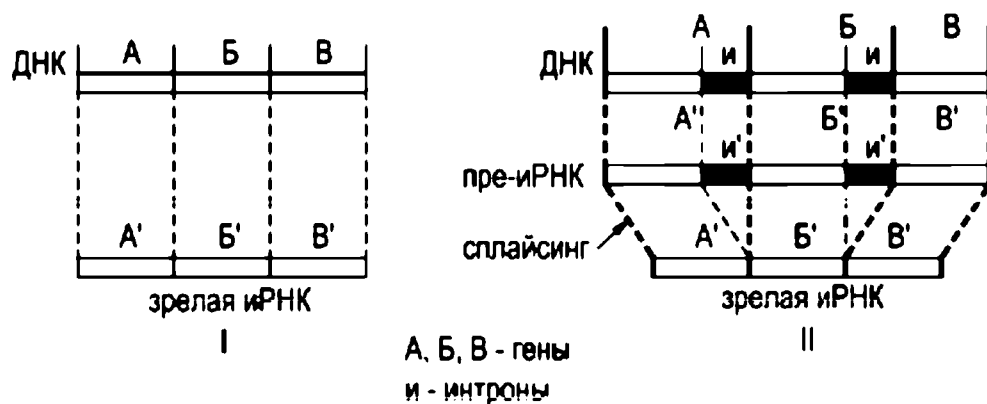 ДНК А Б В
А' Б' В'
зрелая иРНК
I
А Б В
ДНК и и
А' Б' В'
и' и'
пре-иРНК
сплайсинг А' Б' В'
зрелая иРНК
II
А, Б, В - гены
и - интроны